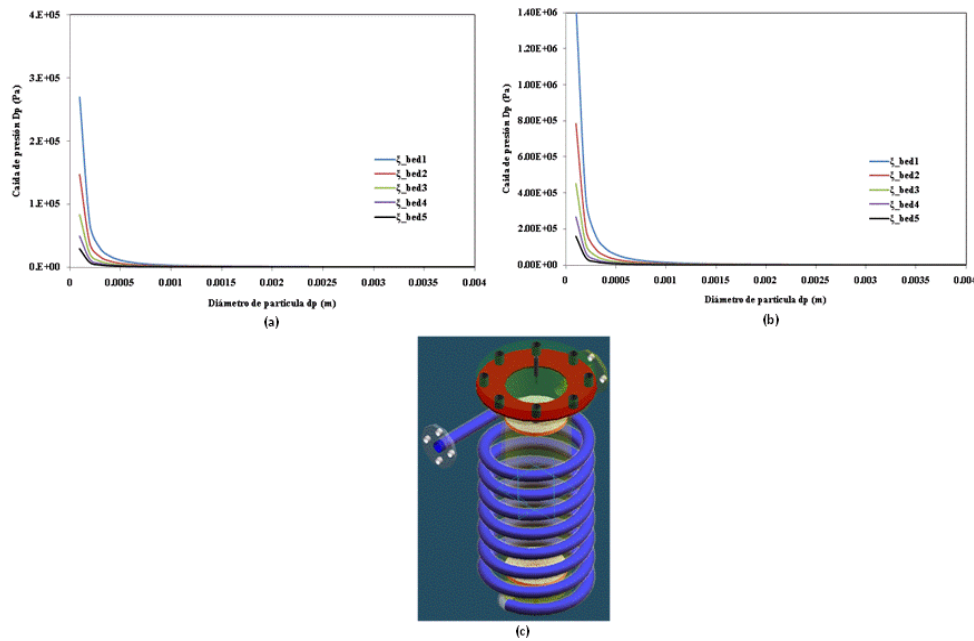 4.E+05
3.E+05
2.E+05
1.E+05
0.E+00
Caída de presión Dp (Pa)
ξ_bed1
ξ_bed2
ξ_bed3
ξ_bed4
ξ_bed5
0 0.0005 0.001 0.0015 0.002 0.0025 0.003 0.0035 0.004
Diámetro de partícula dp (m)
(a)
1.40E+06
1.20E+06
1.00E+06
8.00E+05
6.00E+05
4.00E+05
2.00E+05
0.00E+00
Caída de presión Dp (Pa)
ξ_bed1
ξ_bed2
ξ_bed3
ξ_bed4
ξ_bed5
0 0.0005 0.001 0.0015 0.002 0.0025 0.003 0.0035 0.004
Diámetro de partícula dp (m)
(b)
(c)